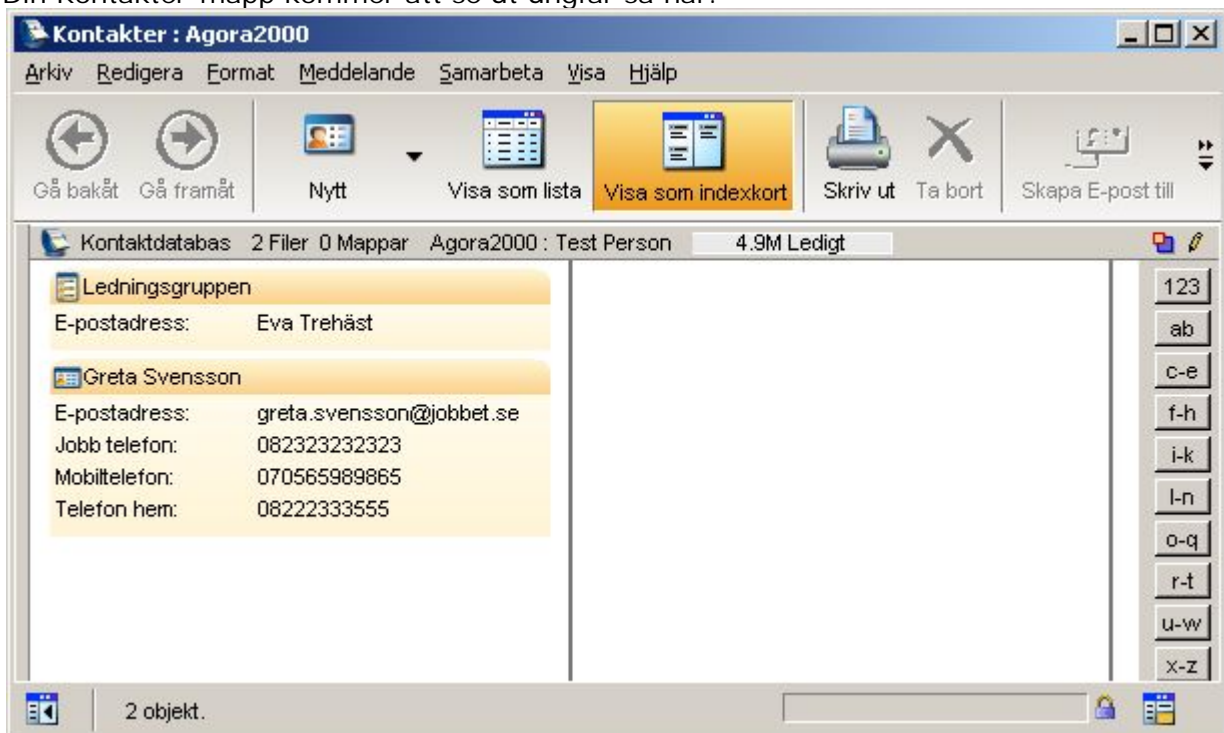 Din Kontakter-mapp kommer att se ut ungfär så här:
Kontakter : Agora2000
Arkiv Redigera Format Meddelande Samarbeta Visa Hjälp
Gå bakåt Gå framåt Nytt Visa som lista Visa som indexkort Skriv ut Ta bort Skapa E-post till
Kontaktdatabas 2 Filer 0 Mappar Agora2000 : Test Person 4.9M Ledigt
Ledningsgruppen
E-postadress: Eva Trehäst
Greta Svensson
E-postadress: greta.svensson@jobbet.se
Jobb telefon: 082323232323
Mobiltelefon: 070565989865
Telefon hem: 08222333555
123
ab
c-e
f-h
i-k
l-n
o-q
r-t
u-w
x-z
2 objekt.